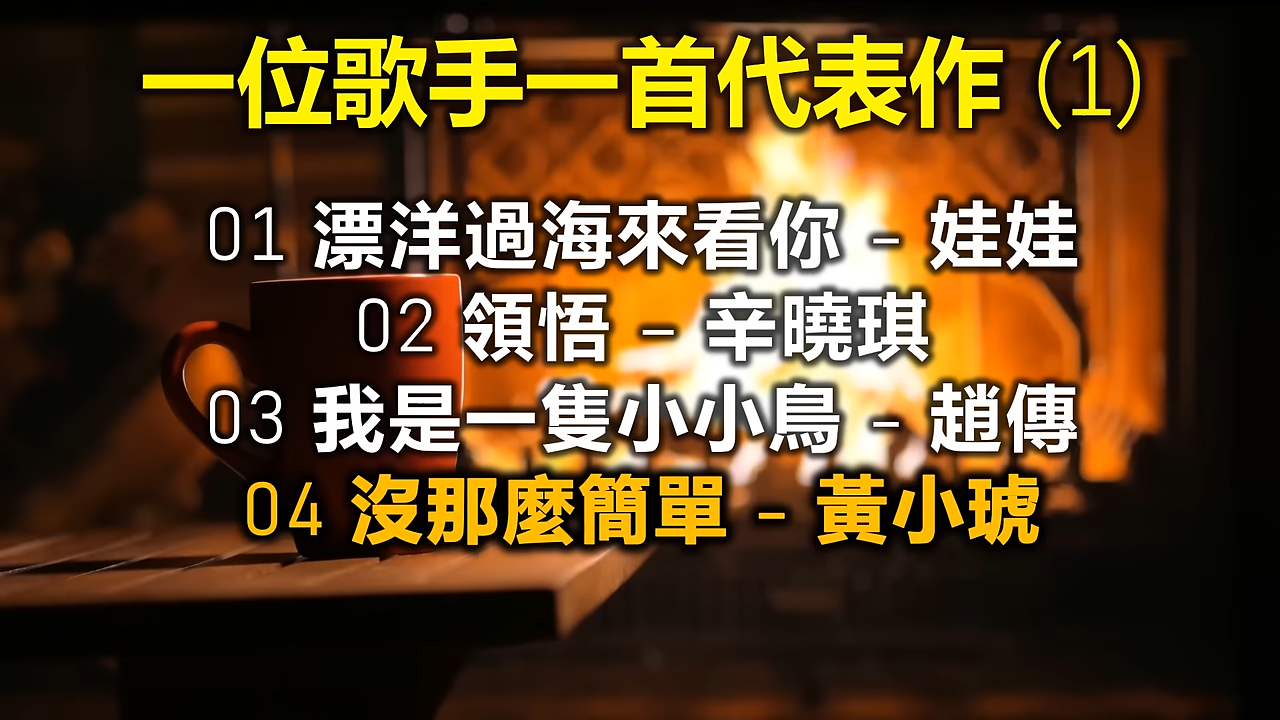 一位歌手一首代表作 (1)
01 漂洋過海來看你 - 娃娃
02 領悟 - 辛曉琪
03 我是一隻小小鳥 - 趙傳
04 沒那麼簡單 - 黃小琥